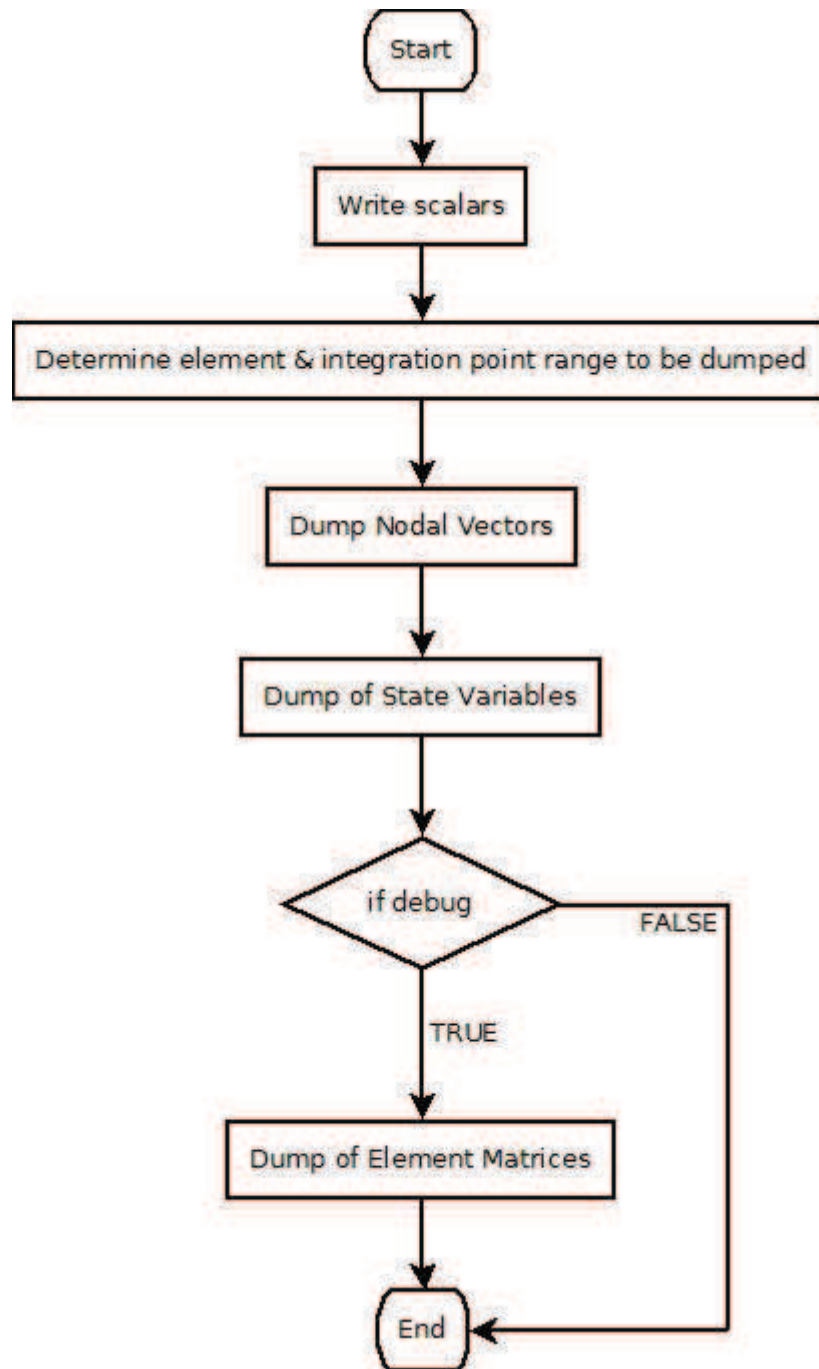 Start
Write scalars
Determine element & integration point range to be dumped
Dump Nodal Vectors
Dump of State Variables
if debug
FALSE
TRUE
Dump of Element Matrices
End